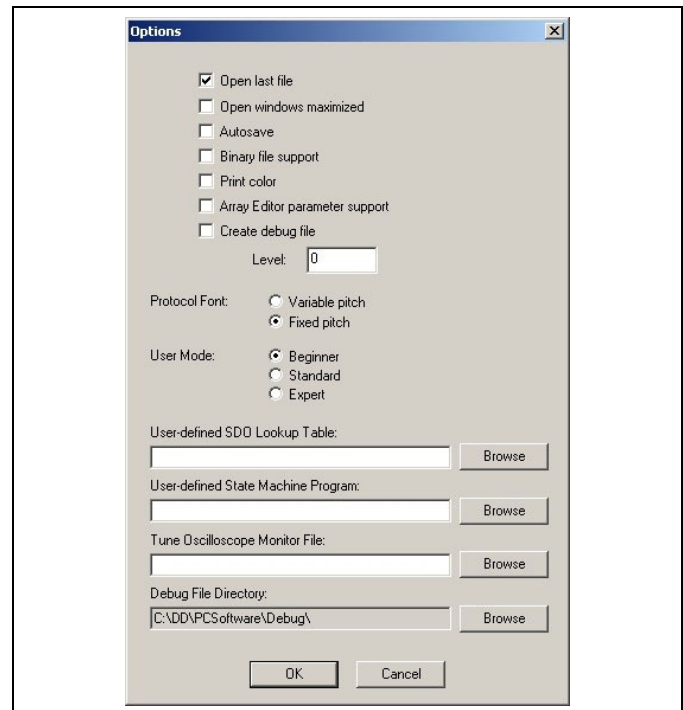 Options
Open last file
Open windows maximized
Autosave
Binary file support
Print color
Array Editor parameter support
Create debug file
Level: 0
Protocol Font: Variable pitch
Fixed pitch
User Mode: Beginner
Standard
Expert
User-defined SDO Lookup Table:
Browse
User-defined State Machine Program:
Browse
Tune Oscilloscope Monitor File:
Browse
Debug File Directory:
C:\DD\PCSoftware\Debug\ Browse
OK Cancel